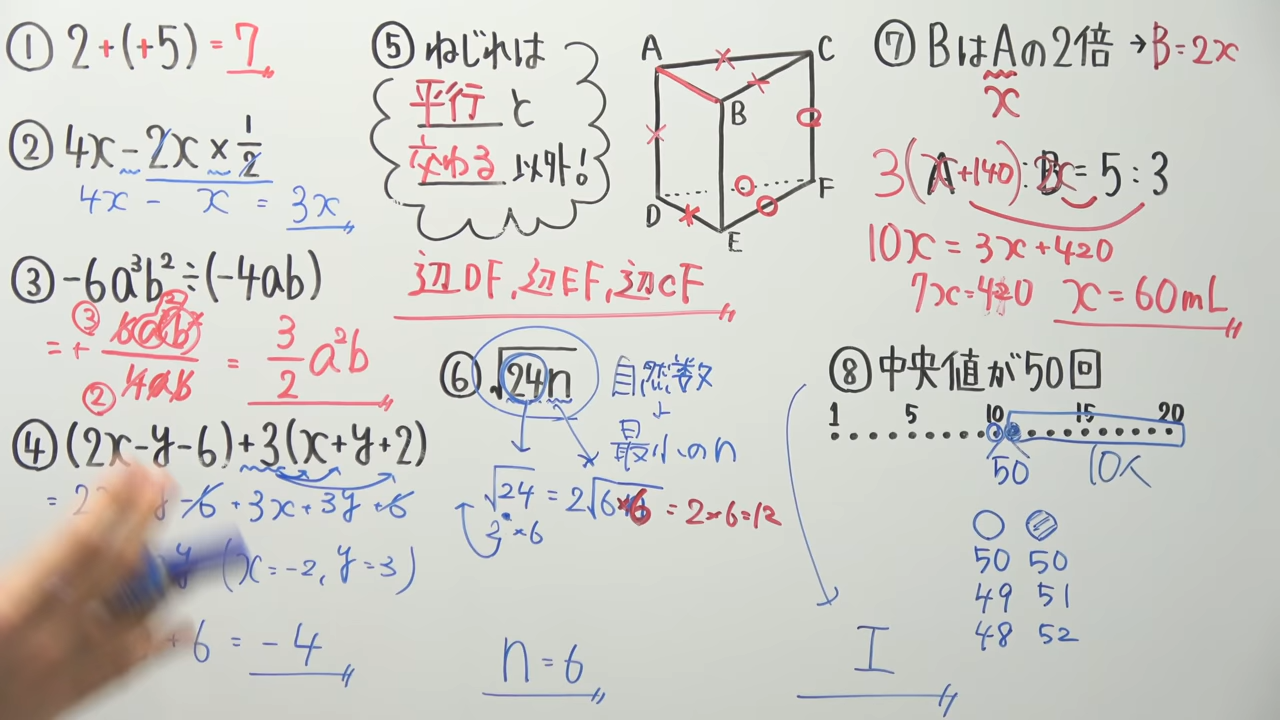 ① 2+(+5) = 7
② 4x-2x×1/2
4x - x = 3x
③ -6a³b²÷(-4ab)
③
= +
② = 3/2 a²b
④ (2x-y-6)+3(x+y+2)
-6 +3x+3y+6
y (x=-2, y=3)
+6 = -4
⑤ ねじれは
平行と
交わる以外!
A
C
B
D
F
E
辺DF,辺EF,辺CF
⑥ √24n
自然数
+
最小のn
√24 = 2√6 ×6 = 2×6=12
2²×6
n=6
⑦ BはAの2倍→B=2x
x
3(x+140):2x=5:3
A B
10x = 3x+420
7x=420 x=60mL
⑧ 中央値が50回
1 5 10 15 20
50 10人
50 50
49 51
48 52
I